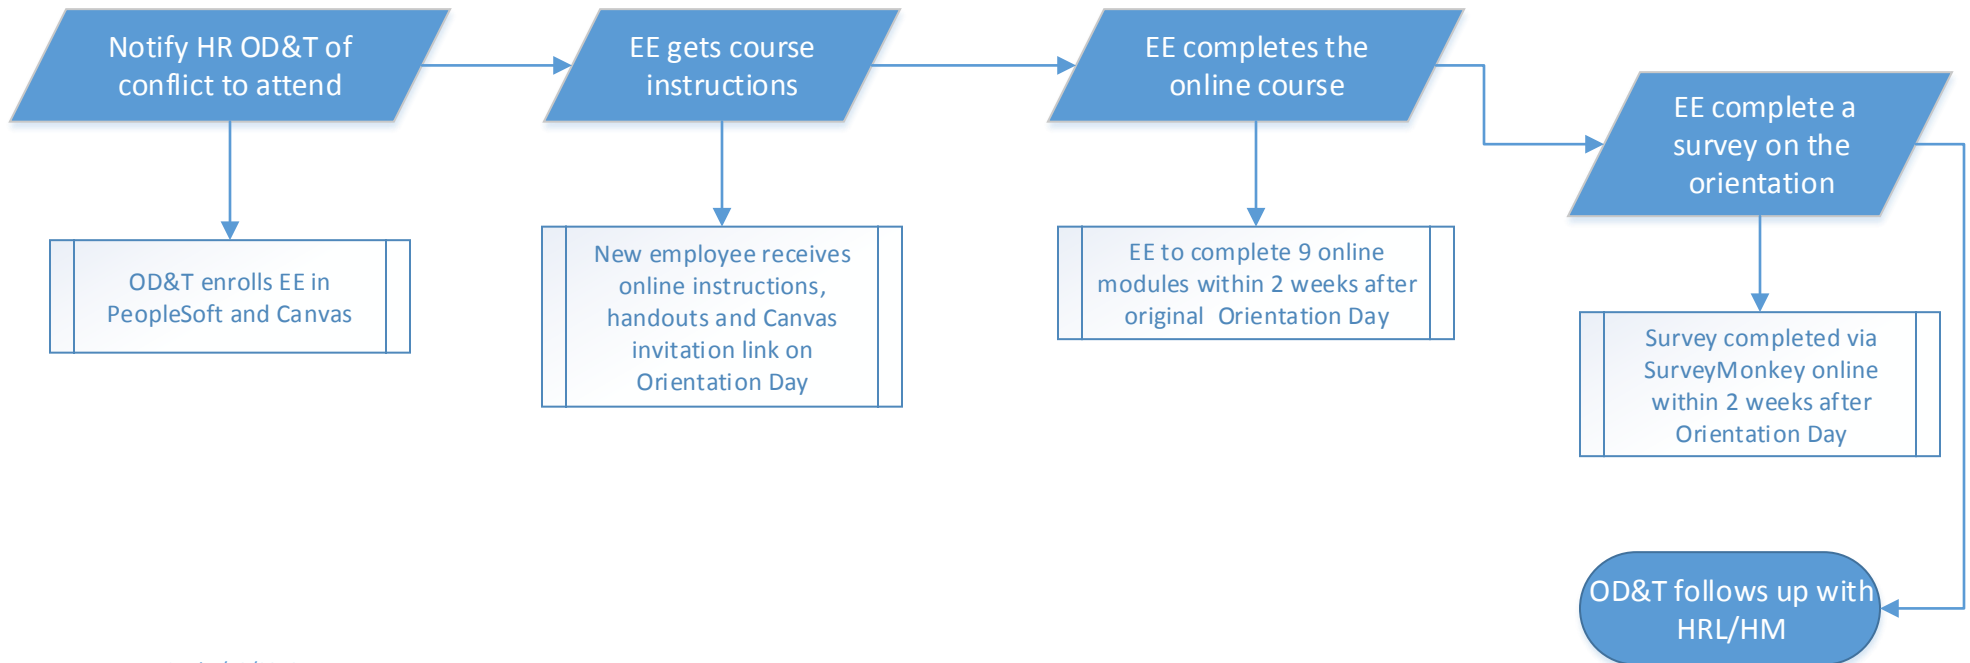 Notify HR OD&T of
conflict to attend
EE gets course
instructions
EE completes the
online course
EE complete a
survey on the
orientation
OD&T enrolls EE in
PeopleSoft and Canvas
New employee receives
online instructions,
handouts and Canvas
invitation link on
Orientation Day
EE to complete 9 online
modules within 2 weeks after
original Orientation Day
Survey completed via
SurveyMonkey online
within 2 weeks after
Orientation Day
OD&T follows up with
HRL/HM